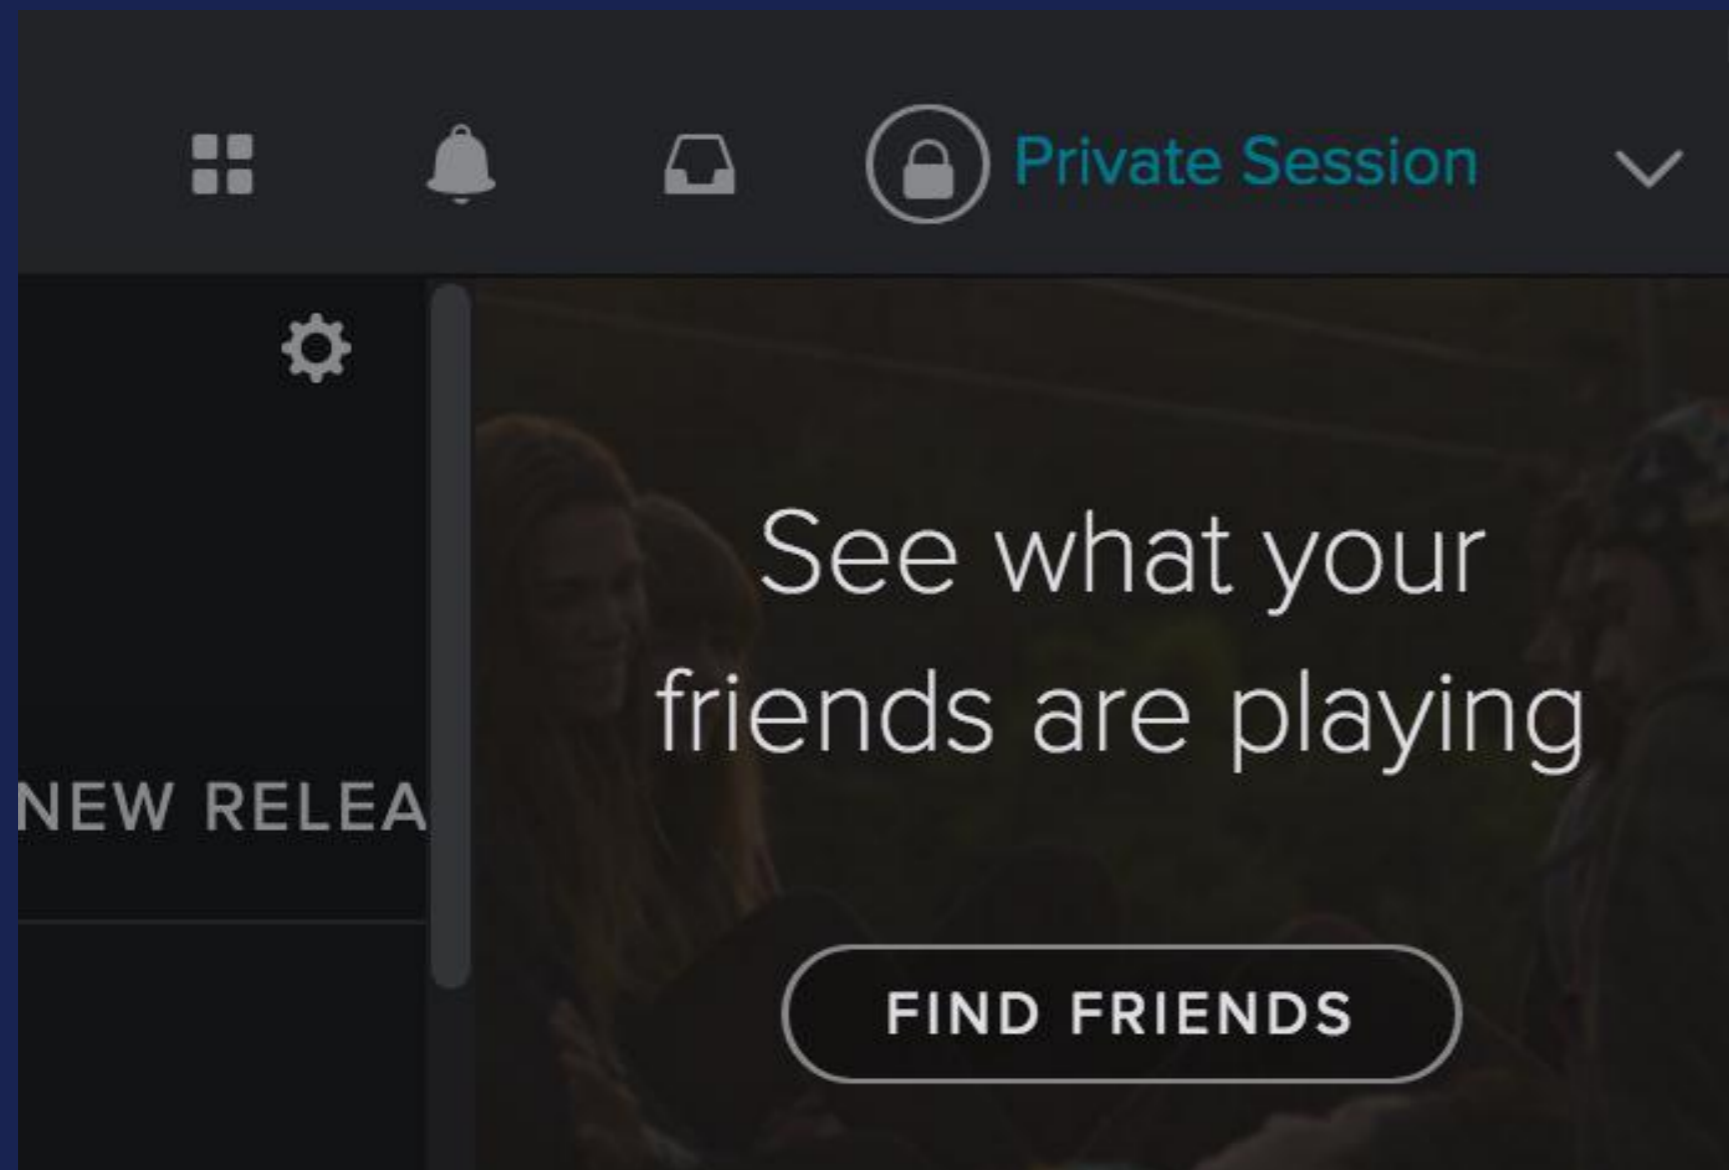 Private Session
See what your
friends are playing
NEW RELEA
FIND FRIENDS